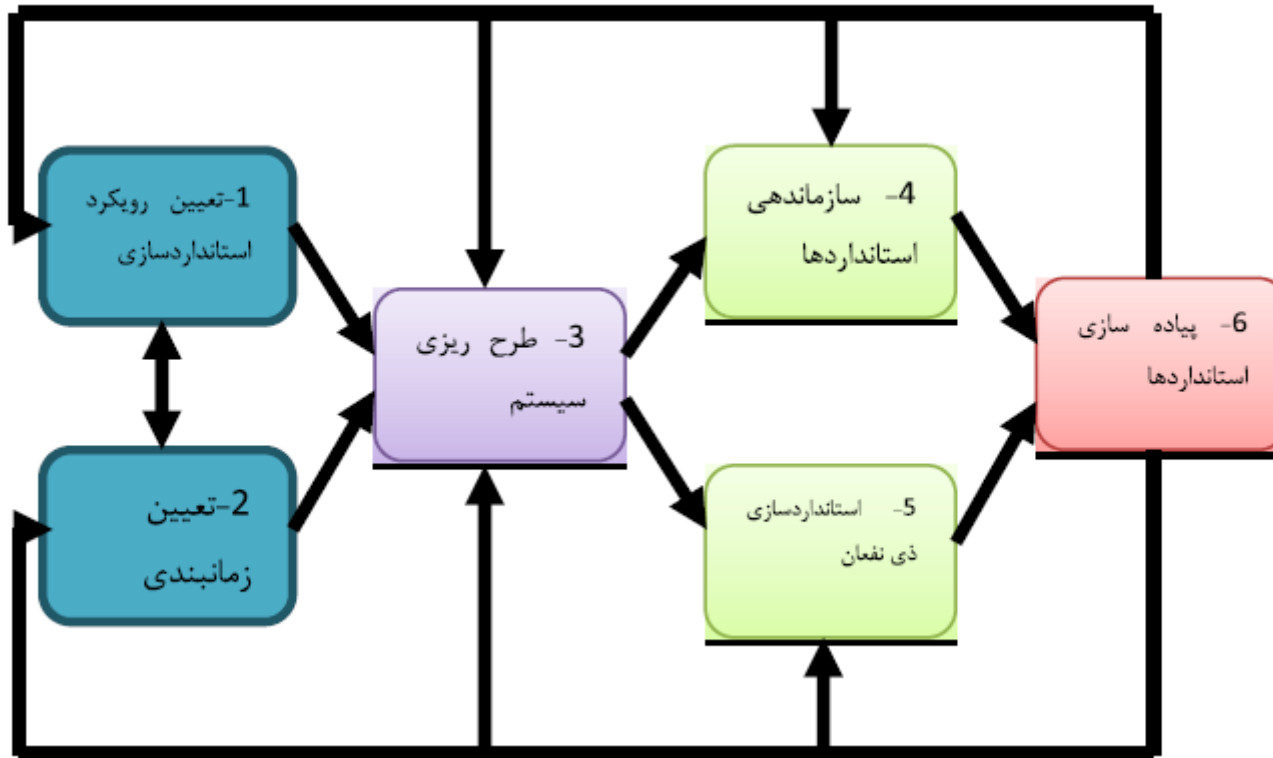 1-تعیین رویکرد
استانداردسازی
2-تعیین
زمانبندی
3- طرح ریزی
سیستم
4- سازماندهی
استانداردها
5- استانداردسازی
ذی نفعان
6- پیاده سازی
استانداردها